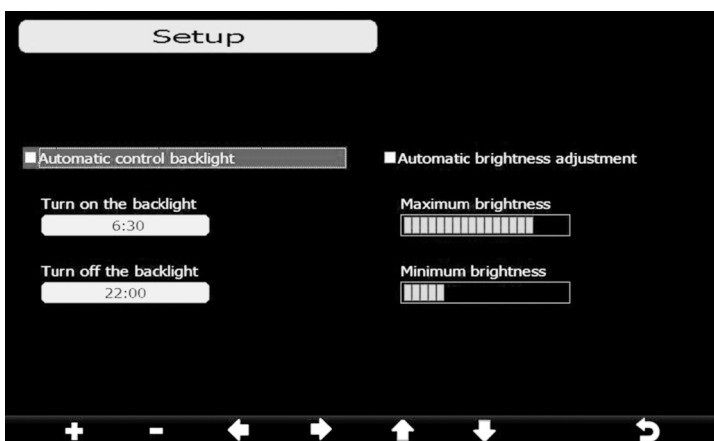 Setup
Automatic control backlight
Automatic brightness adjustment
Turn on the backlight
6:30
Maximum brightness
Turn off the backlight
22:00
Minimum brightness
+ -